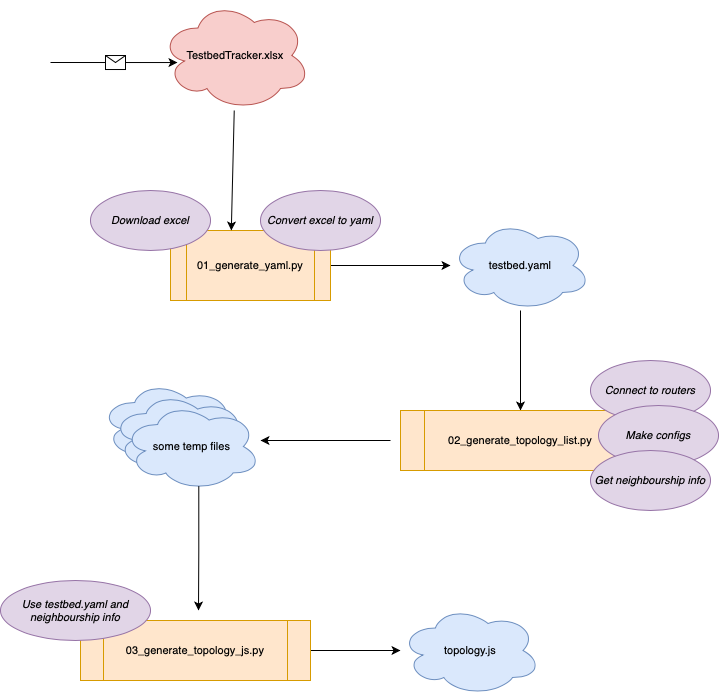 TestbedTracker.xlsx
Download excel
Convert excel to yaml
01_generate_yaml.py
testbed.yaml
Connect to routers
02_generate_topology_list.py
Make configs
some temp files
Get neighbourship info
Use testbed.yaml and
neighbourship info
03_generate_topology_js.py
topology.js